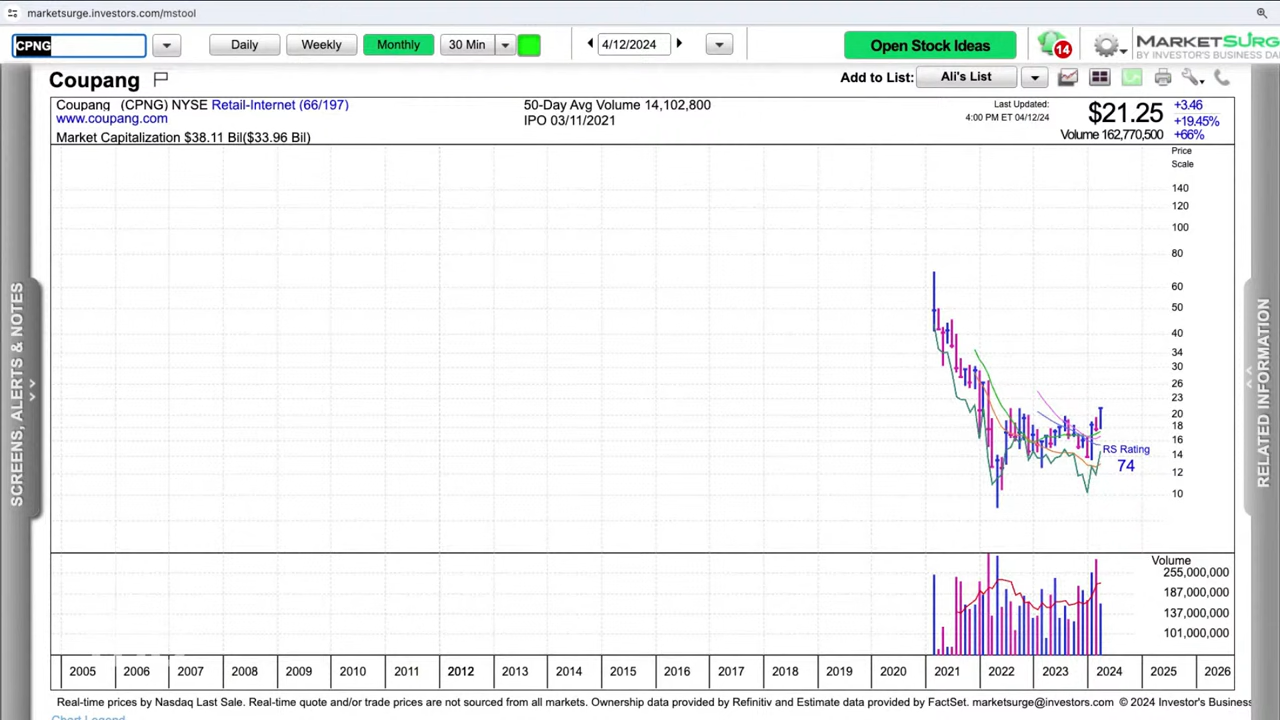 marketsurge.investors.com/mstool
CPNG
Daily
Weekly
Monthly
30 Min
4/12/2024
Open Stock Ideas
14
MARKETSURG
BY INVESTOR'S BUSINESS DA
Coupang
Add to List:
Ali's List
Coupang (CPNG) NYSE Retail-Internet (66/197)
www.coupang.com
Market Capitalization $38.11 Bil($33.96 Bil)
50-Day Avg Volume 14,102,800
IPO 03/11/2021
Last Updated:
4:00 PM ET 04/12/24
$21.25
+3.46
+19.45%
Volume 162,770,500
+66%
Price
Scale
140
120
100
80
60
50
40
34
30
26
23
20
18
16
14
12
10
RS Rating
74
Volume
255,000,000
187,000,000
137,000,000
101,000,000
2005 2006 2007 2008 2009 2010 2011 2012 2013 2014 2015 2016 2017 2018 2019 2020 2021 2022 2023 2024 2025 2026
Real-time prices by Nasdaq Last Sale. Real-time quote and/or trade prices are not sourced from all markets. Ownership data provided by Refinitiv and Estimate data provided by FactSet. marketsurge@investors.com © 2024 Investor's Business
Chart Legend
SCREENS, ALERTS & NOTES
RELATED INFORMATION